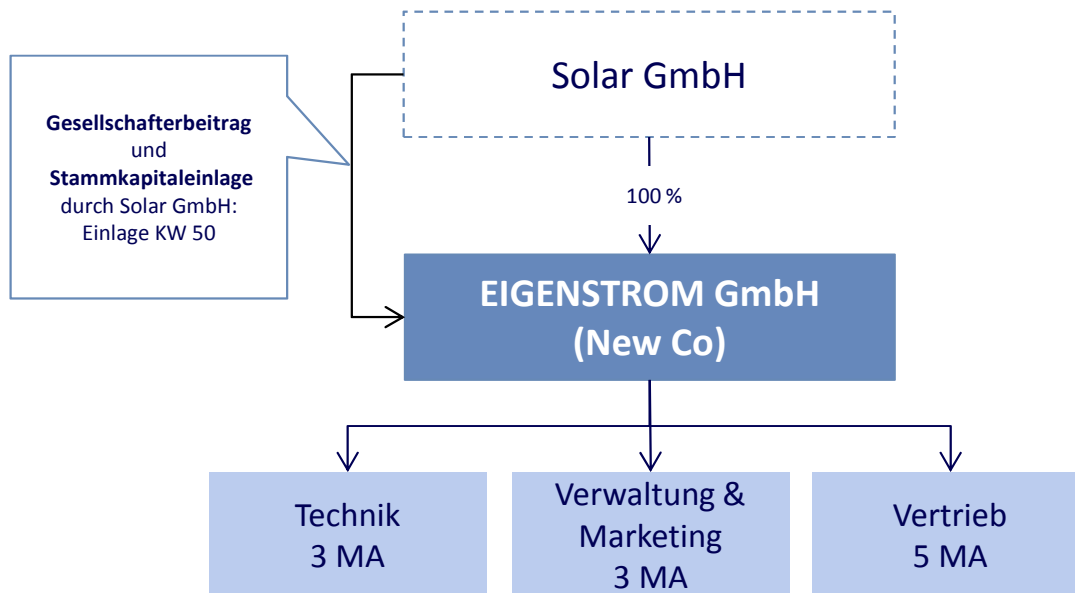 Solar GmbH
Gesellschafterbeitrag
und
Stammkapitaleinlage
durch Solar GmbH:
Einlage KW 50
100 %
EIGENSTROM GmbH
(New Co)
Technik
3 MA
Verwaltung &
Marketing
3 MA
Vertrieb
5 MA